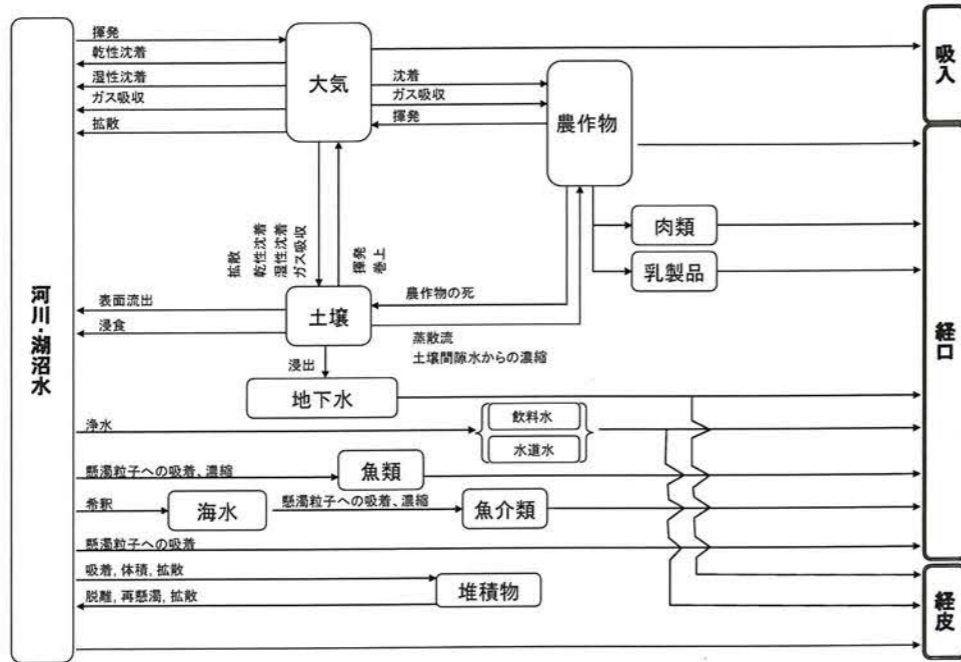 揮発
乾性沈着
湿性沈着
ガス吸収
拡散
大気
沈着
ガス吸収
揮発
農作物
吸入
拡散
乾性沈着
湿性沈着
ガス吸収
揮発
巻上
肉類
乳製品
農作物の死
表面流出
浸食
土壌
蒸散流
土壌間隙水からの濃縮
河川・湖沼水
経口
浸出
地下水
浄水
飲料水
水道水
懸濁粒子への吸着、濃縮
魚類
希釈
海水
懸濁粒子への吸着、濃縮
魚介類
懸濁粒子への吸着
吸着, 体積, 拡散
脱離, 再懸濁, 拡散
堆積物
経皮